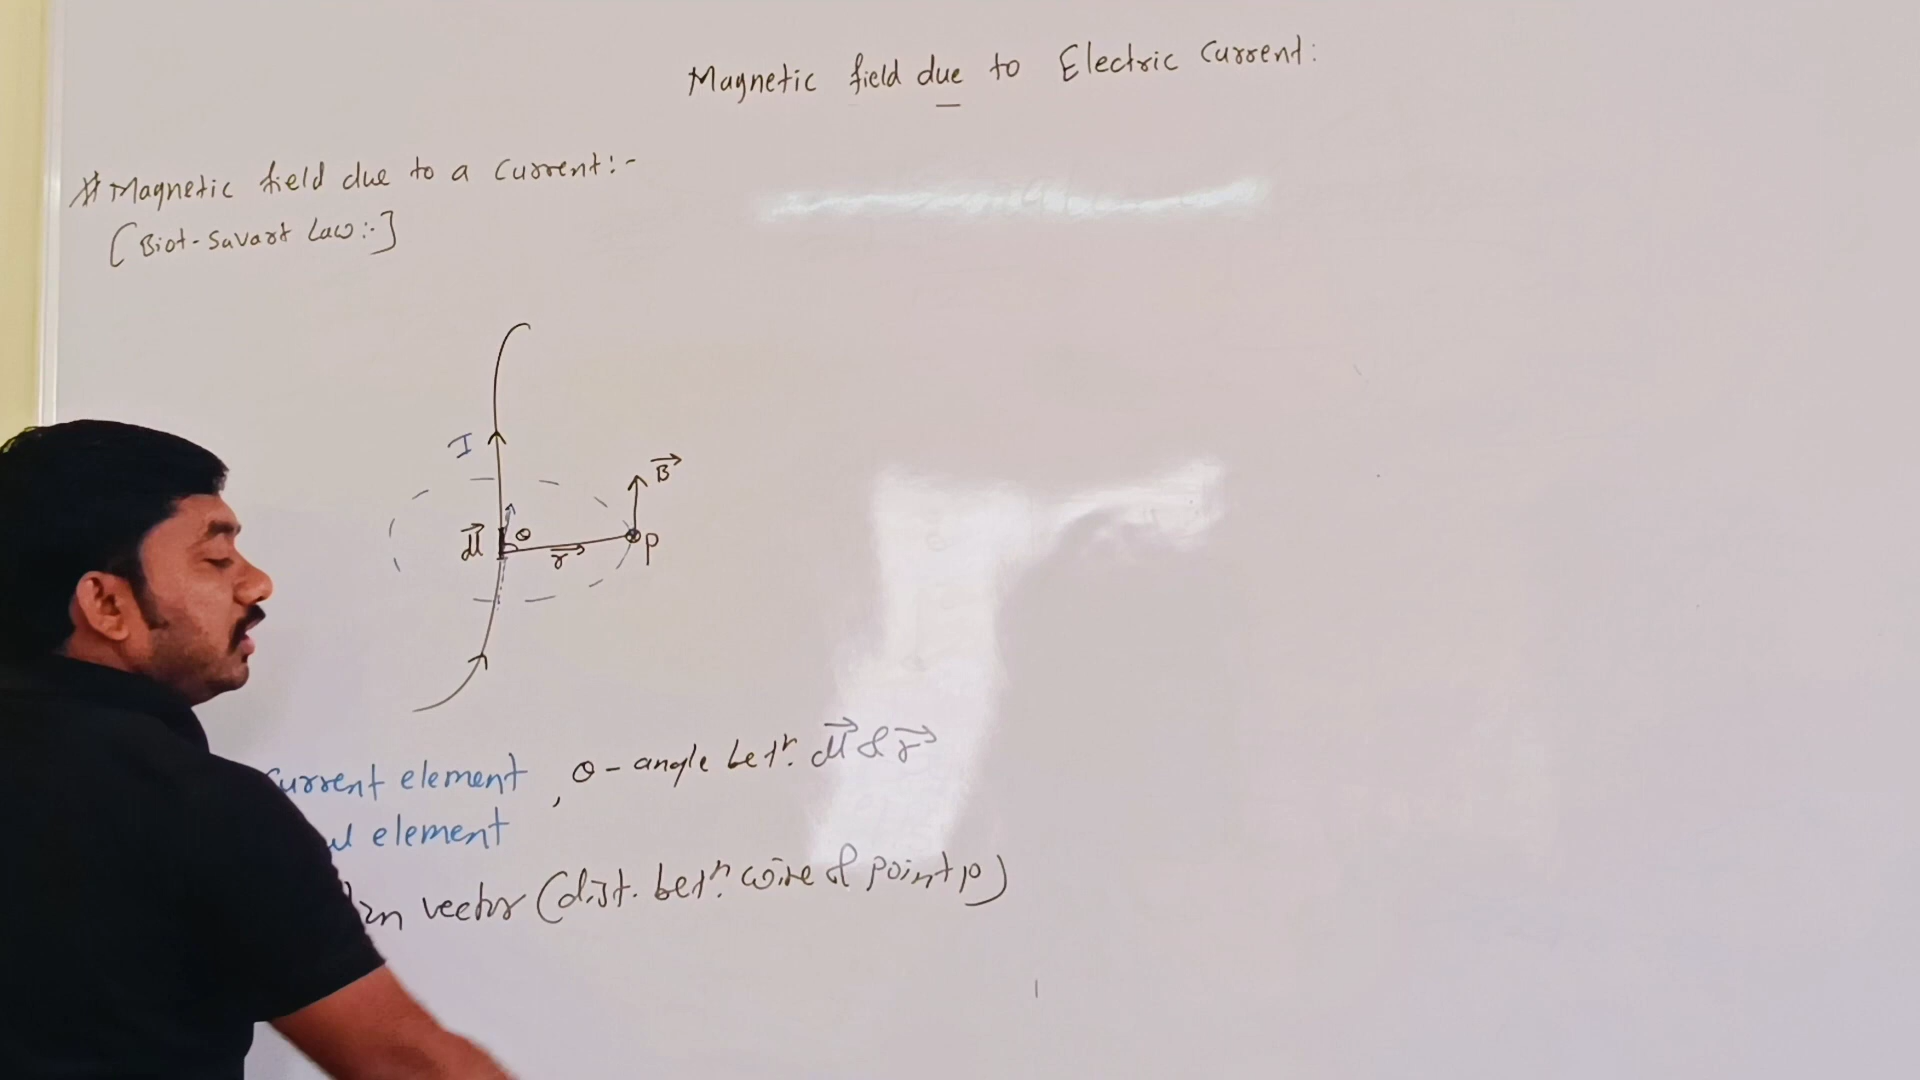 Magnetic field due to Electric Current:
# Magnetic field due to a current:-
[Biot-Savart Law:-]
I
B
dl θ r P
Current element , θ - angle betn. dl & r
element
vector (dist. betn. wire & point p)